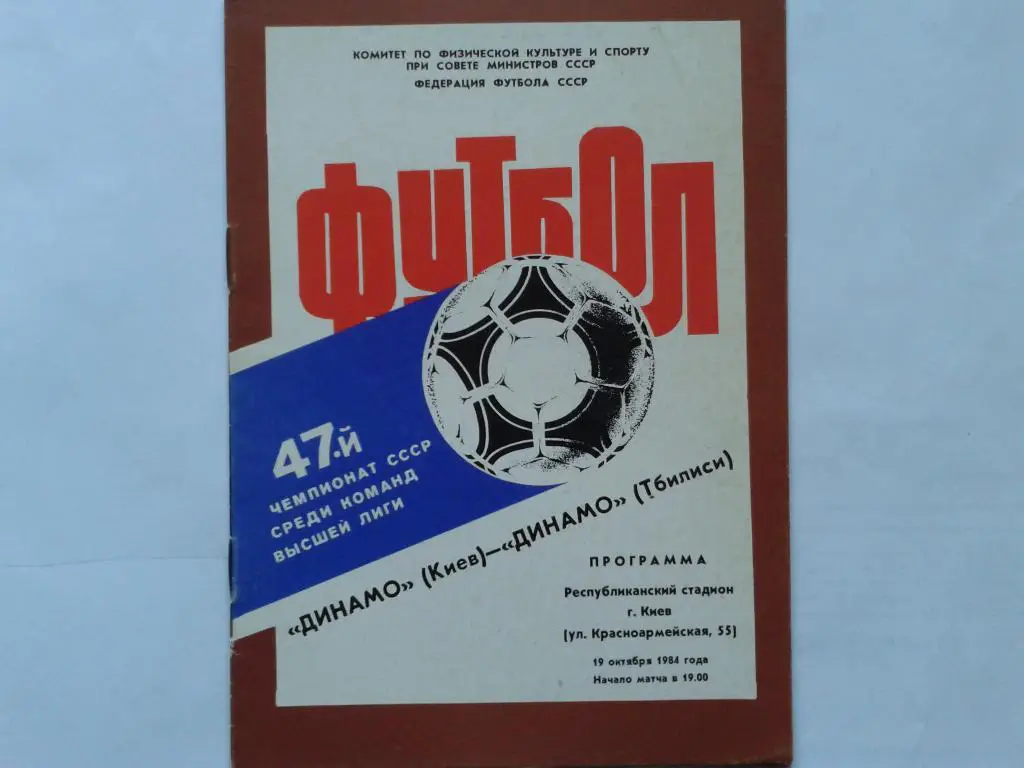 КОМИТЕТ ПО ФИЗИЧЕСКОЙ КУЛЬТУРЕ И СПОРТУ
ПРИ СОВЕТЕ МИНИСТРОВ СССР
ФЕДЕРАЦИЯ ФУТБОЛА СССР
ФУТБОЛ
47-й
ЧЕМПИОНАТ СССР
СРЕДИ КОМАНД
ВЫСШЕЙ ЛИГИ
«ДИНАМО» (Киев)—«ДИНАМО» (Тбилиси)
ПРОГРАММА
Республиканский стадион
г. Киев
(ул. Красноармейская, 55)
19 октября 1984 года
Начало матча в 19.00